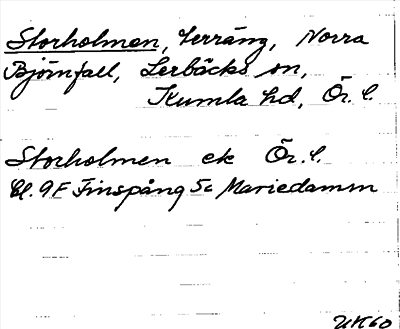 Storholmen, terräng, Norra
Björnfall, Lerbäcks sn,
Kumla hd, Ör. l.
Storholmen ek Ör. l.
Bl. 9F Finspång 5c Mariedamm
UK60